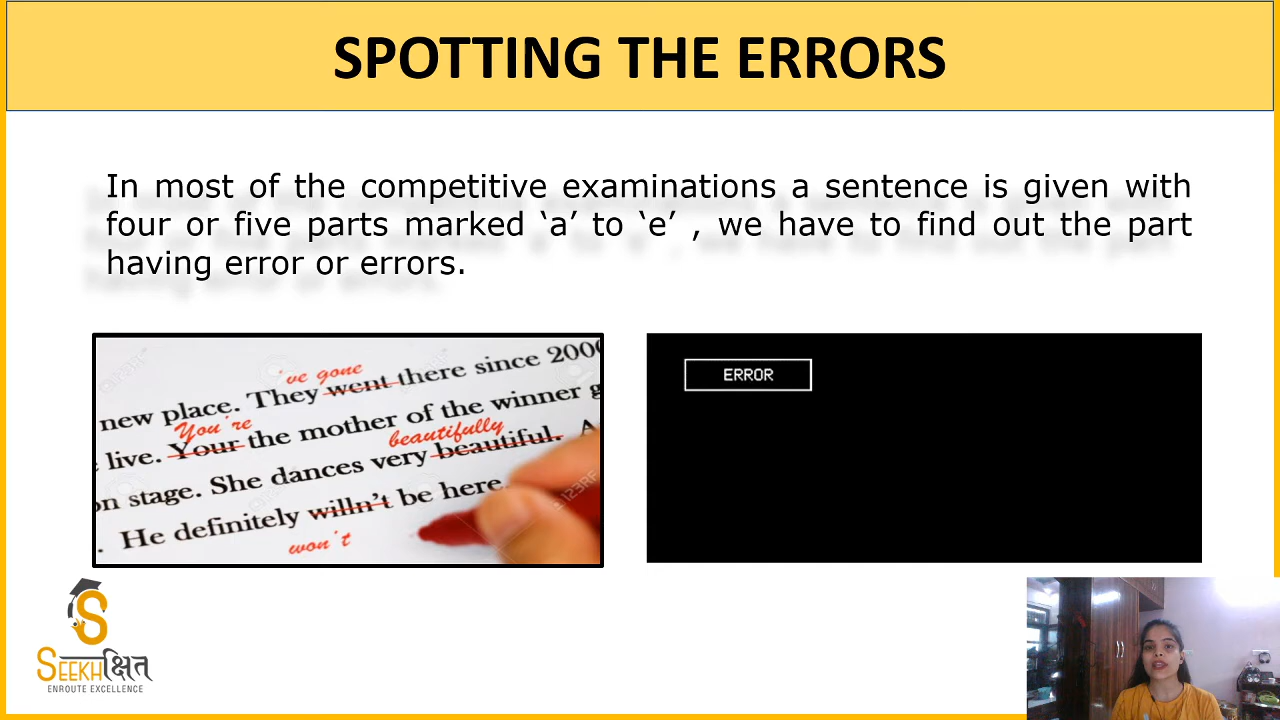 SPOTTING THE ERRORS
In most of the competitive examinations a sentence is given with
four or five parts marked ‘a’ to ‘e’ , we have to find out the part
having error or errors.
've gone
new place. They went there since 200
You're
live. Your the mother of the winner g
beautifully
on stage. She dances very beautiful.
. He definitely willn't be here.
won't
ERROR
S
SEEKHक्षित
ENROUTE EXCELLENCE